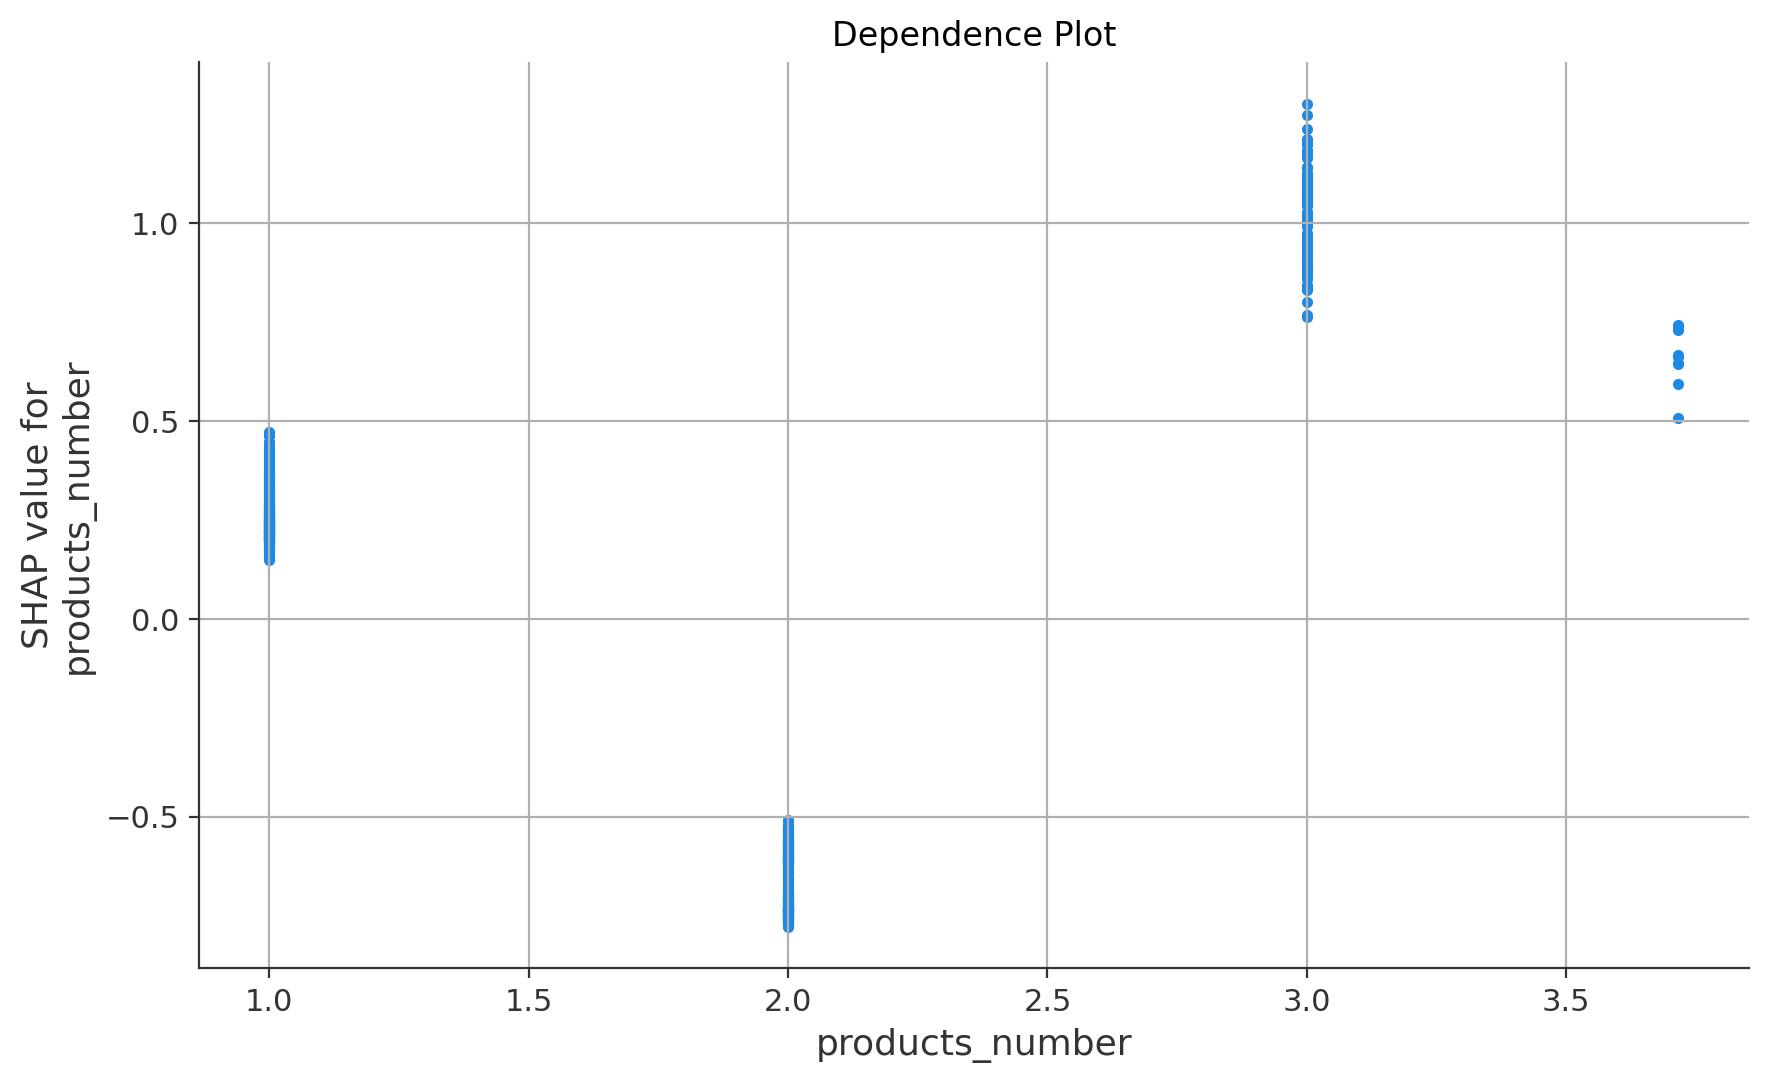 Dependence Plot
1.0
0.5
0.0
−0.5
SHAP value for
products_number
1.0 1.5 2.0 2.5 3.0 3.5
products_number